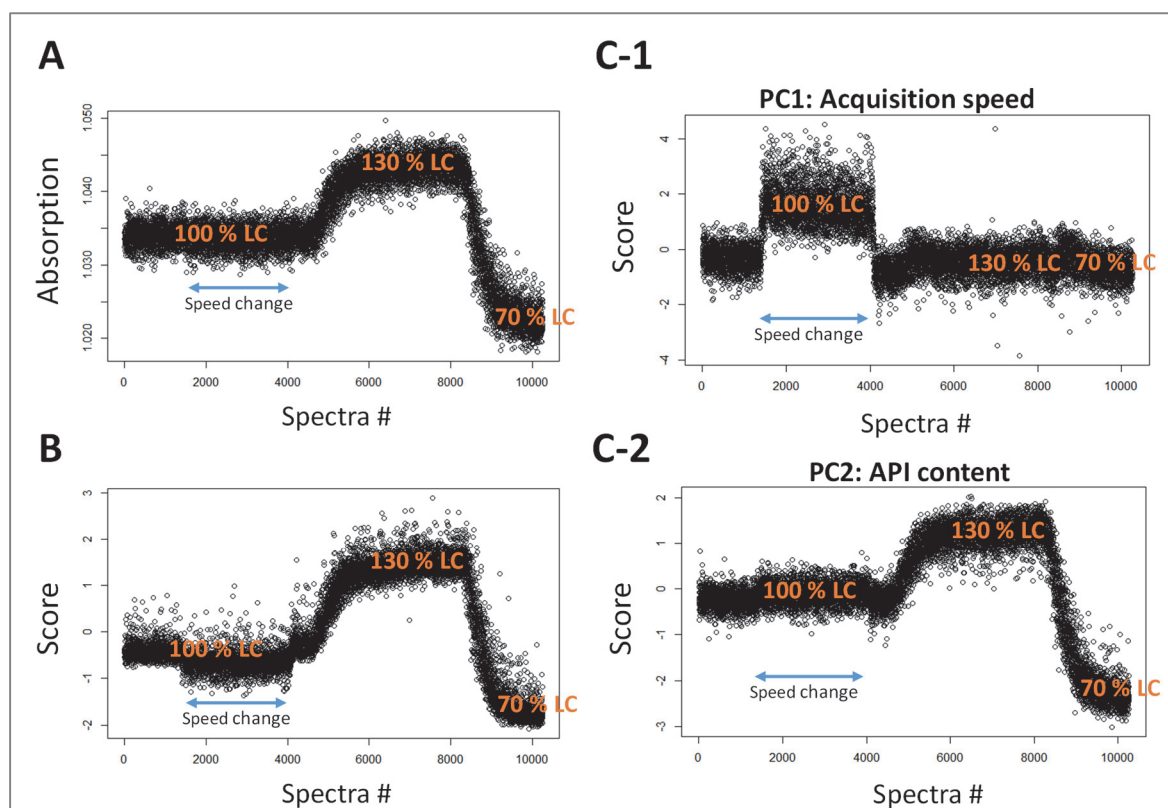 A
Absorption
1.050
1.040
1.030
1.020
130 % LC
100 % LC
Speed change
70 % LC
0 2000 4000 6000 8000 10000
Spectra #
C-1
PC1: Acquisition speed
Score
4
2
0
-2
-4
100 % LC
130 % LC 70 % LC
Speed change
0 2000 4000 6000 8000 10000
Spectra #
B
Score
3
2
1
0
-1
-2
130 % LC
100 % LC
70 % LC
Speed change
0 2000 4000 6000 8000 10000
Spectra #
C-2
PC2: API content
Score
2
1
0
-1
-2
-3
130 % LC
100 % LC
Speed change
70 % LC
0 2000 4000 6000 8000 10000
Spectra #